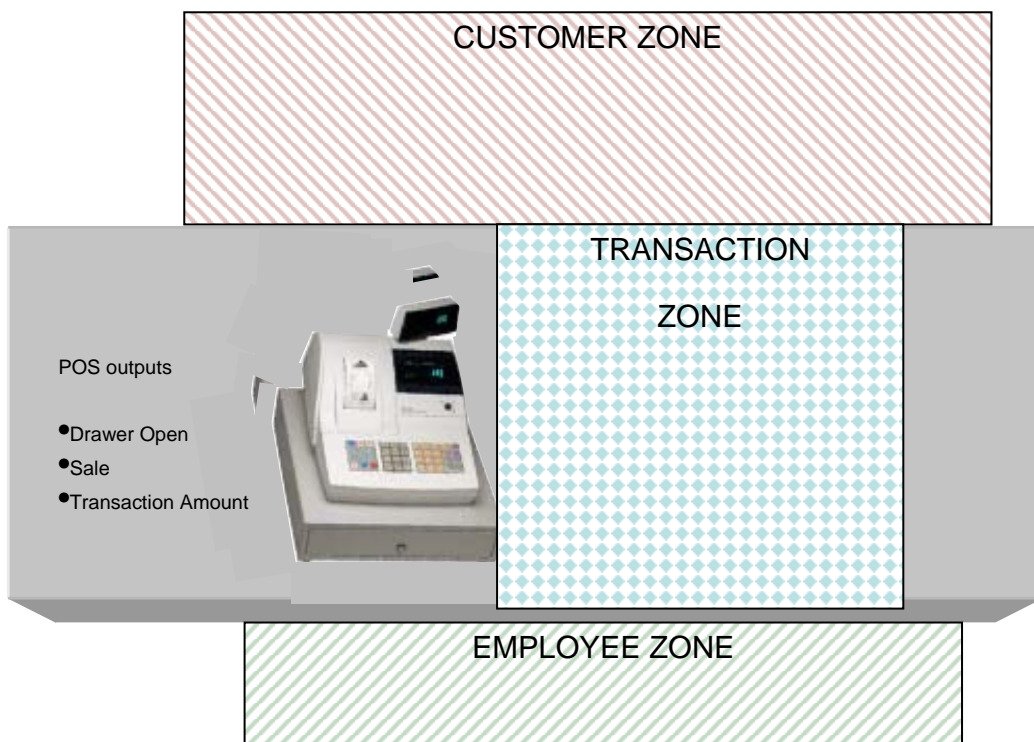 CUSTOMER ZONE
TRANSACTION
ZONE
POS outputs
•Drawer Open
•Sale
•Transaction Amount
EMPLOYEE ZONE